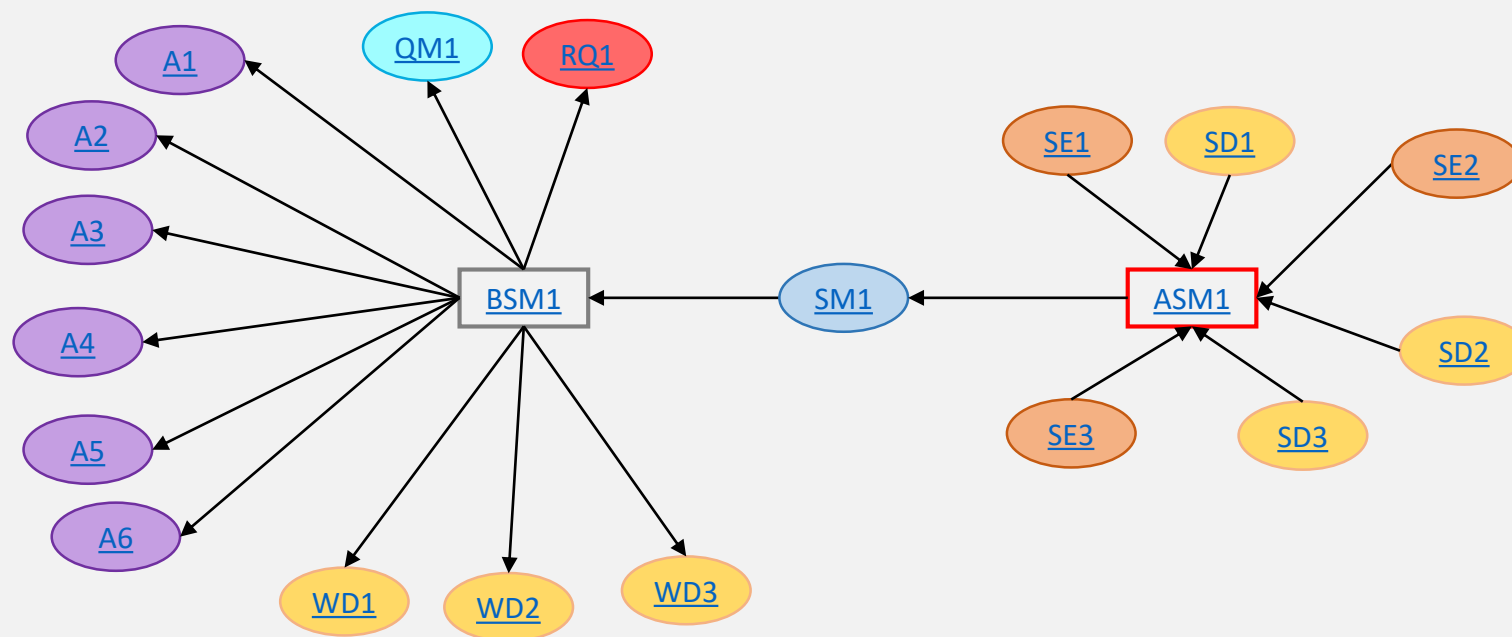 A1
QM1
RQ1
A2
SE1
SD1
SE2
A3
BSM1
SM1
ASM1
A4
SD2
A5
SE3
SD3
A6
WD1
WD2
WD3